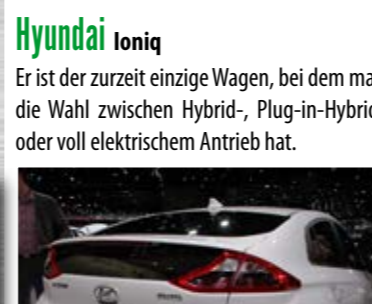 Hyundai Ioniq
Er ist der zurzeit einzige Wagen, bei dem ma
die Wahl zwischen Hybrid-, Plug-in-Hybrid
oder voll elektrischem Antrieb hat.